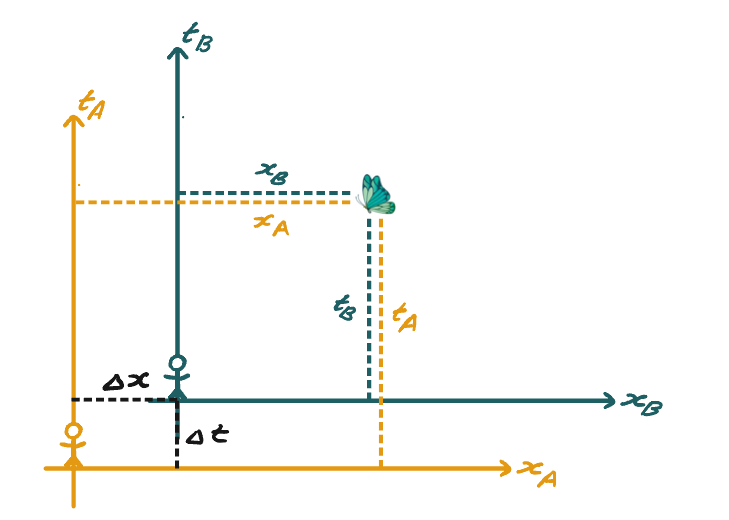 t_B
t_A
x_B
x_A
t_B
t_A
Δx
x_B
Δt
x_A